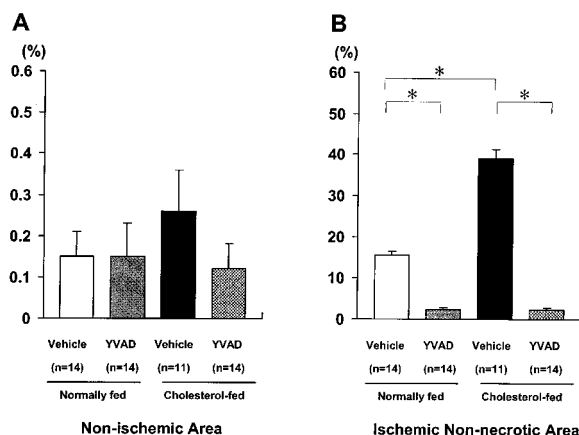 A
(%)
0.6
0.5
0.4
0.3
0.2
0.1
0
Vehicle YVAD Vehicle YVAD
(n=14) (n=14) (n=11) (n=14)
Normally fed Cholesterol-fed
Non-ischemic Area
B
(%)
60
50
40
30
20
10
0
*
* *
Vehicle YVAD Vehicle YVAD
(n=14) (n=14) (n=11) (n=14)
Normally fed Cholesterol-fed
Ischemic Non-necrotic Area